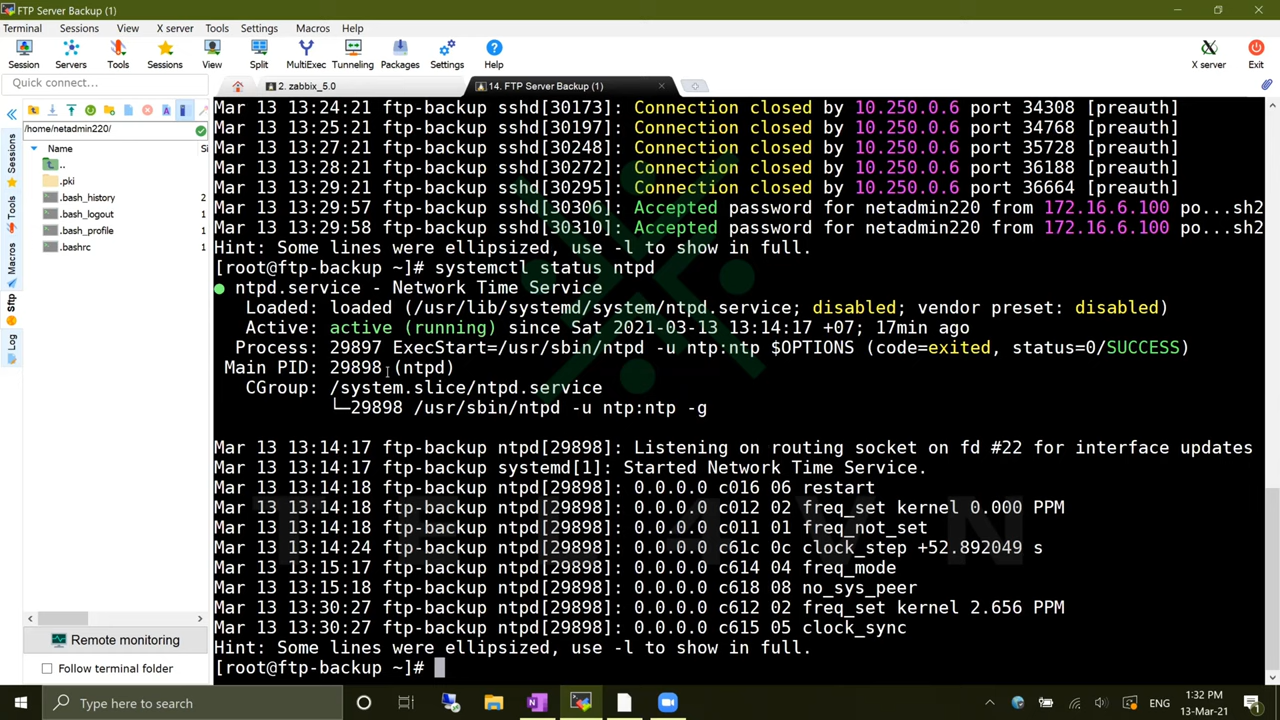 FTP Server Backup (1)
Terminal Sessions View X server Tools Settings Macros Help
Session Servers Tools Sessions View Split MultiExec Tunneling Packages Settings Help X server Exit
Quick connect...
2. zabbix_5.0
14. FTP Server Backup (1)
/home/netadmin220/
Name Si
..
.pki
.bash_history 2
.bash_logout 1
.bash_profile 1
.bashrc 1
Sessions
Tools
Macros
Sftp
Log
Mar 13 13:24:21 ftp-backup sshd[30173]: Connection closed by 10.250.0.6 port 34308 [preauth]
Mar 13 13:25:21 ftp-backup sshd[30197]: Connection closed by 10.250.0.6 port 34768 [preauth]
Mar 13 13:27:21 ftp-backup sshd[30248]: Connection closed by 10.250.0.6 port 35728 [preauth]
Mar 13 13:28:21 ftp-backup sshd[30272]: Connection closed by 10.250.0.6 port 36188 [preauth]
Mar 13 13:29:21 ftp-backup sshd[30295]: Connection closed by 10.250.0.6 port 36664 [preauth]
Mar 13 13:29:57 ftp-backup sshd[30306]: Accepted password for netadmin220 from 172.16.6.100 po...sh2
Mar 13 13:29:58 ftp-backup sshd[30310]: Accepted password for netadmin220 from 172.16.6.100 po...sh2
Hint: Some lines were ellipsized, use -l to show in full.
[root@ftp-backup ~]# systemctl status ntpd
● ntpd.service - Network Time Service
Loaded: loaded (/usr/lib/systemd/system/ntpd.service; disabled; vendor preset: disabled)
Active: active (running) since Sat 2021-03-13 13:14:17 +07; 17min ago
Process: 29897 ExecStart=/usr/sbin/ntpd -u ntp:ntp $OPTIONS (code=exited, status=0/SUCCESS)
Main PID: 29898 (ntpd)
CGroup: /system.slice/ntpd.service
└─29898 /usr/sbin/ntpd -u ntp:ntp -g
Mar 13 13:14:17 ftp-backup ntpd[29898]: Listening on routing socket on fd #22 for interface updates
Mar 13 13:14:17 ftp-backup systemd[1]: Started Network Time Service.
Mar 13 13:14:18 ftp-backup ntpd[29898]: 0.0.0.0 c016 06 restart
Mar 13 13:14:18 ftp-backup ntpd[29898]: 0.0.0.0 c012 02 freq_set kernel 0.000 PPM
Mar 13 13:14:18 ftp-backup ntpd[29898]: 0.0.0.0 c011 01 freq_not_set
Mar 13 13:14:24 ftp-backup ntpd[29898]: 0.0.0.0 c61c 0c clock_step +52.892049 s
Mar 13 13:15:17 ftp-backup ntpd[29898]: 0.0.0.0 c614 04 freq_mode
Mar 13 13:15:18 ftp-backup ntpd[29898]: 0.0.0.0 c618 08 no_sys_peer
Mar 13 13:30:27 ftp-backup ntpd[29898]: 0.0.0.0 c612 02 freq_set kernel 2.656 PPM
Mar 13 13:30:27 ftp-backup ntpd[29898]: 0.0.0.0 c615 05 clock_sync
Hint: Some lines were ellipsized, use -l to show in full.
[root@ftp-backup ~]#
Remote monitoring
Follow terminal folder
Type here to search
ENG
1:32 PM
13-Mar-21
1